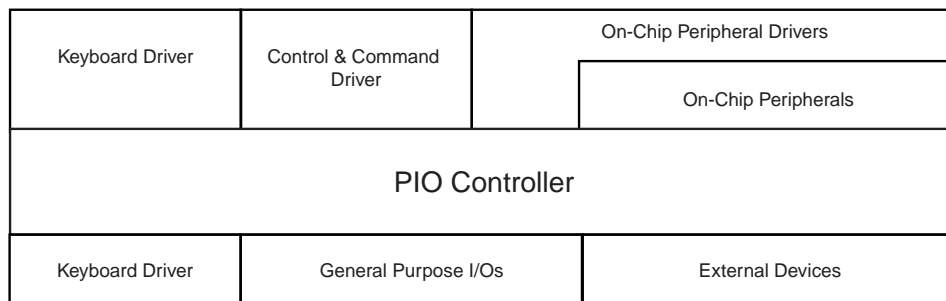 Keyboard Driver
Control & Command
Driver
On-Chip Peripheral Drivers
On-Chip Peripherals
PIO Controller
Keyboard Driver
General Purpose I/Os
External Devices